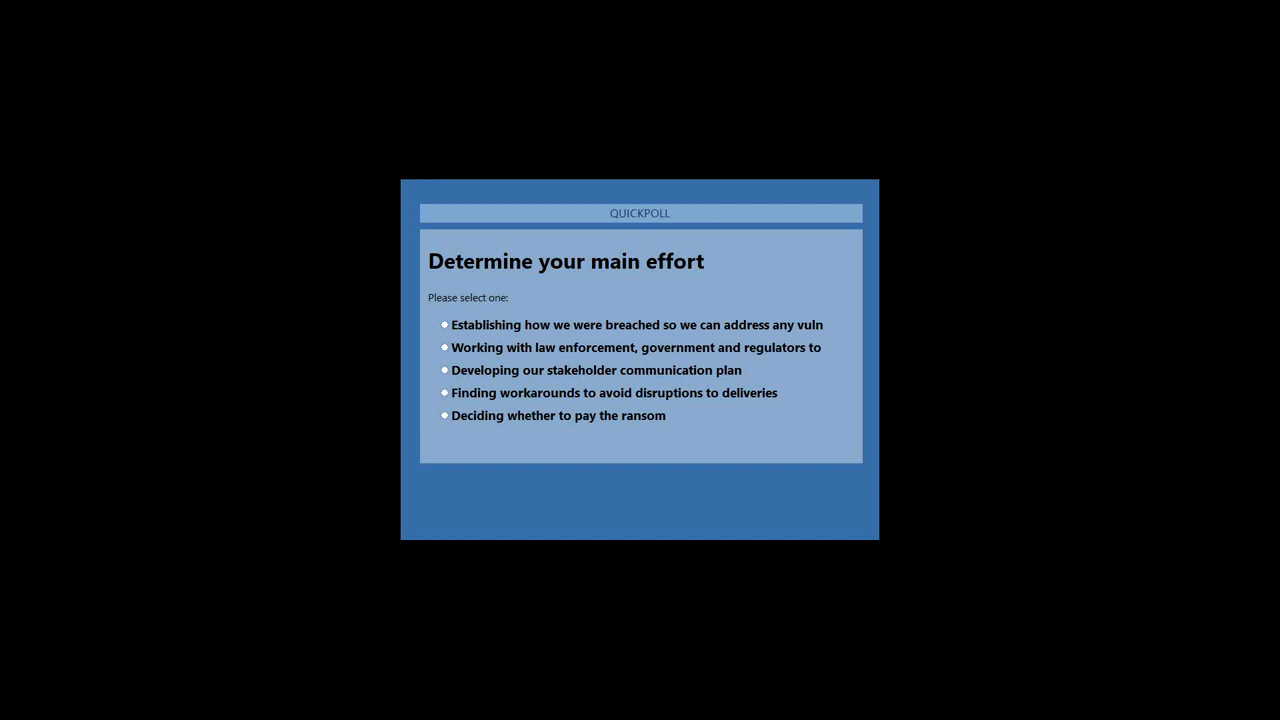 QUICKPOLL
Determine your main effort
Please select one:
Establishing how we were breached so we can address any vuln
Working with law enforcement, government and regulators to
Developing our stakeholder communication plan
Finding workarounds to avoid disruptions to deliveries
Deciding whether to pay the ransom